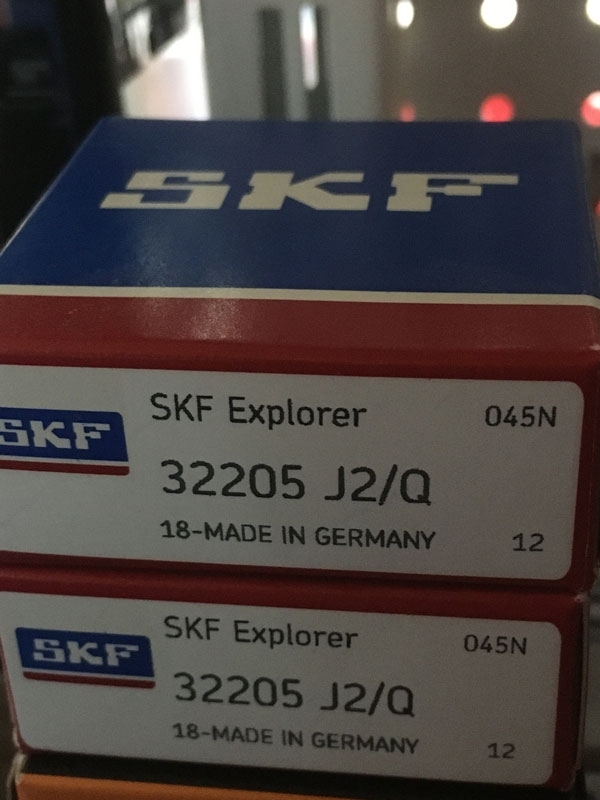 SKF
SKF Explorer 045N
SKF
32205 J2/Q
18-MADE IN GERMANY 12
SKF Explorer 045N
SKF
32205 J2/Q
18-MADE IN GERMANY 12